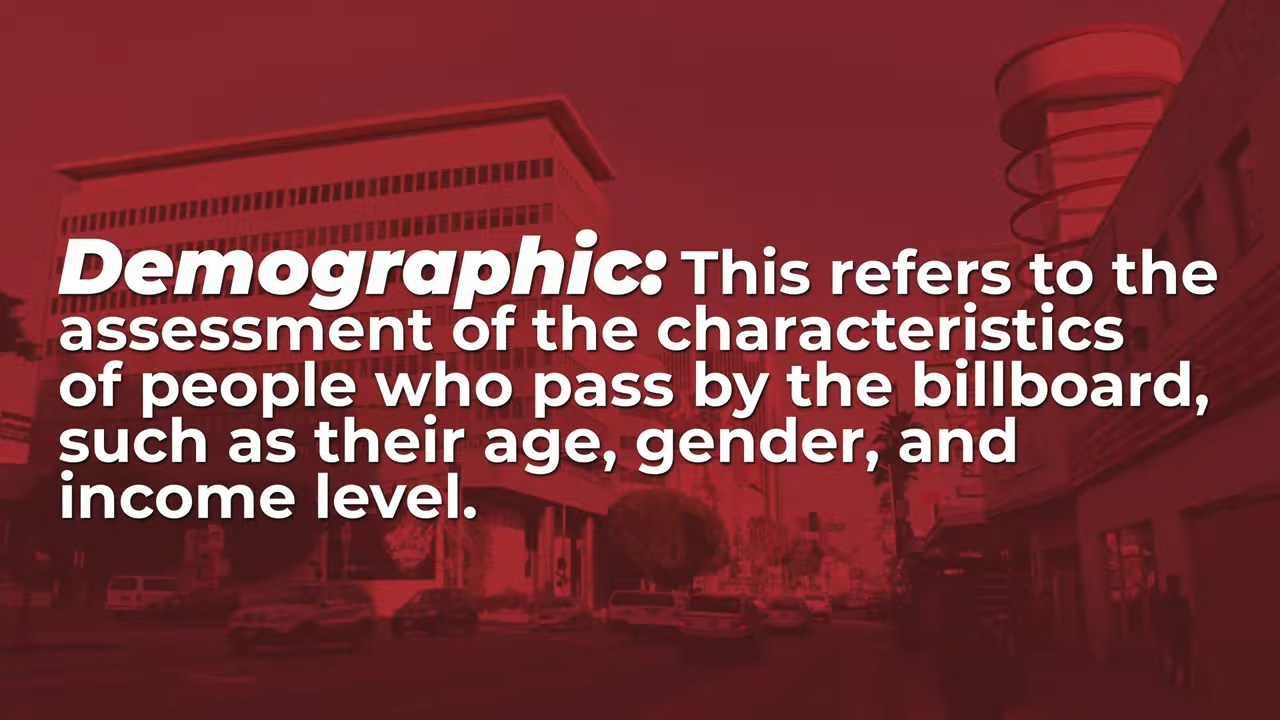 Demographic: This refers to the
assessment of the characteristics
of people who pass by the billboard,
such as their age, gender, and
income level.